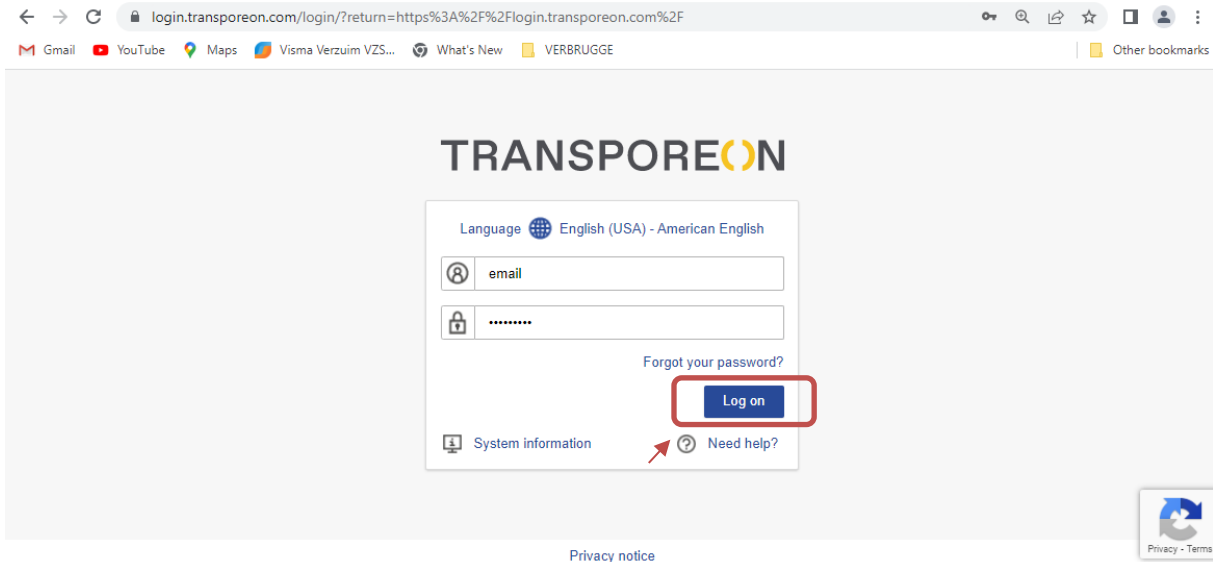 login.transporeon.com/login/?return=https%3A%2F%2Flogin.transporeon.com%2F
Gmail YouTube Maps Visma Verzuim VZS... What's New VERBRUGGE Other bookmarks
TRANSPOREON
Language English (USA) - American English
email
•••••••••
Forgot your password?
Log on
System information Need help?
Privacy - Terms
Privacy notice